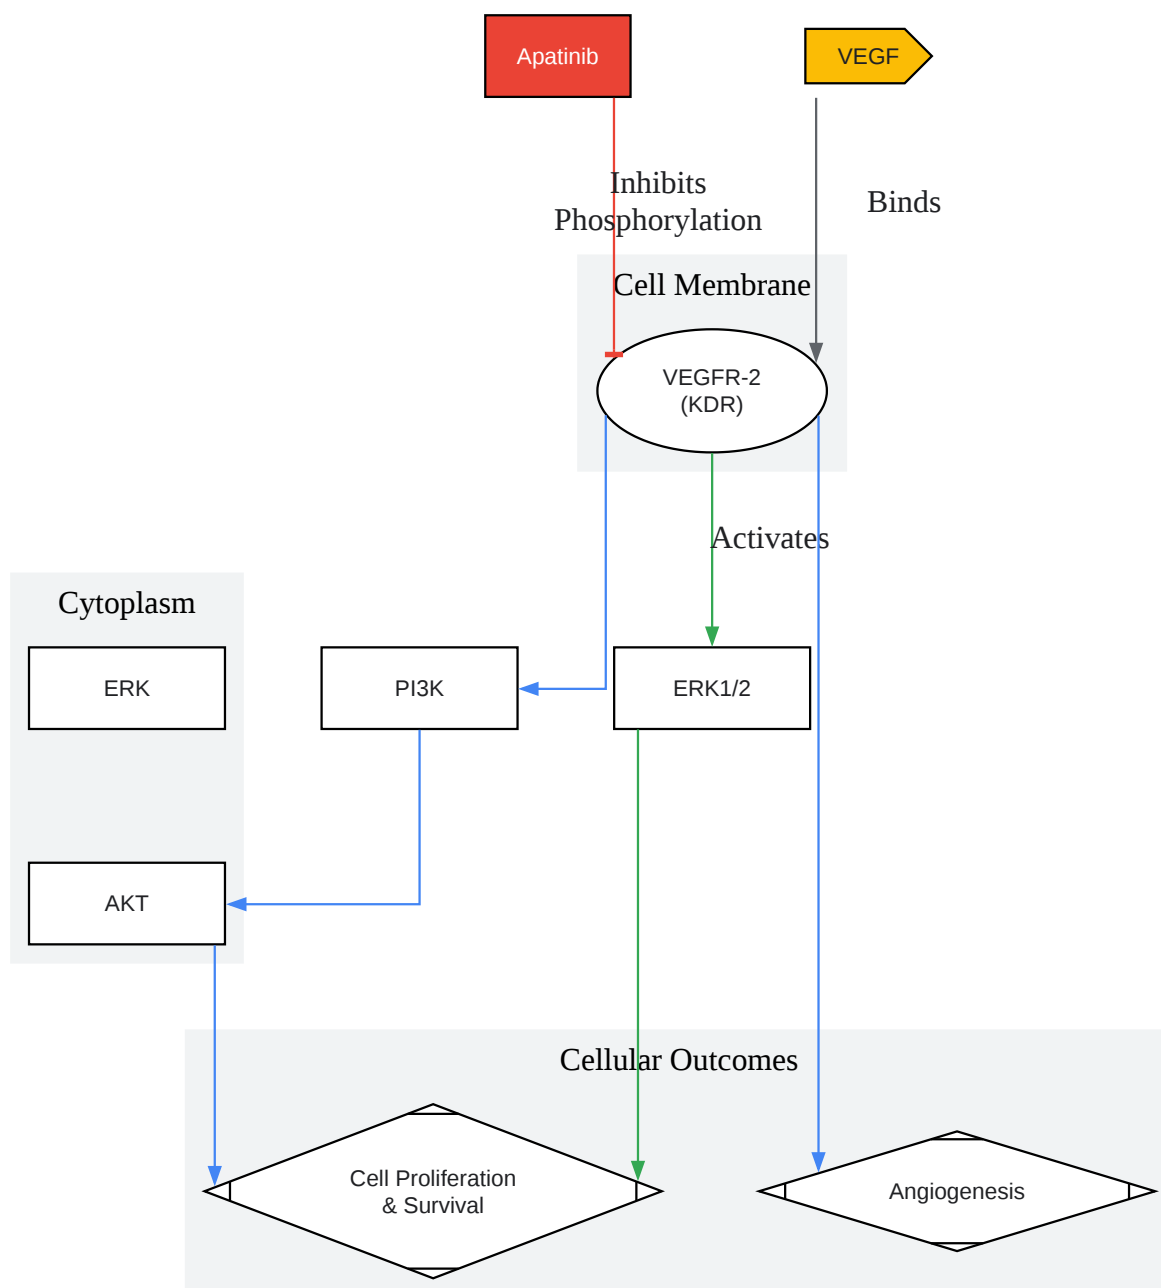 Apatinib
VEGF
Inhibits
Phosphorylation
Binds
Cell Membrane
VEGFR-2
(KDR)
Activates
Cytoplasm
ERK
PI3K
ERK1/2
AKT
Cellular Outcomes
Cell Proliferation
& Survival
Angiogenesis